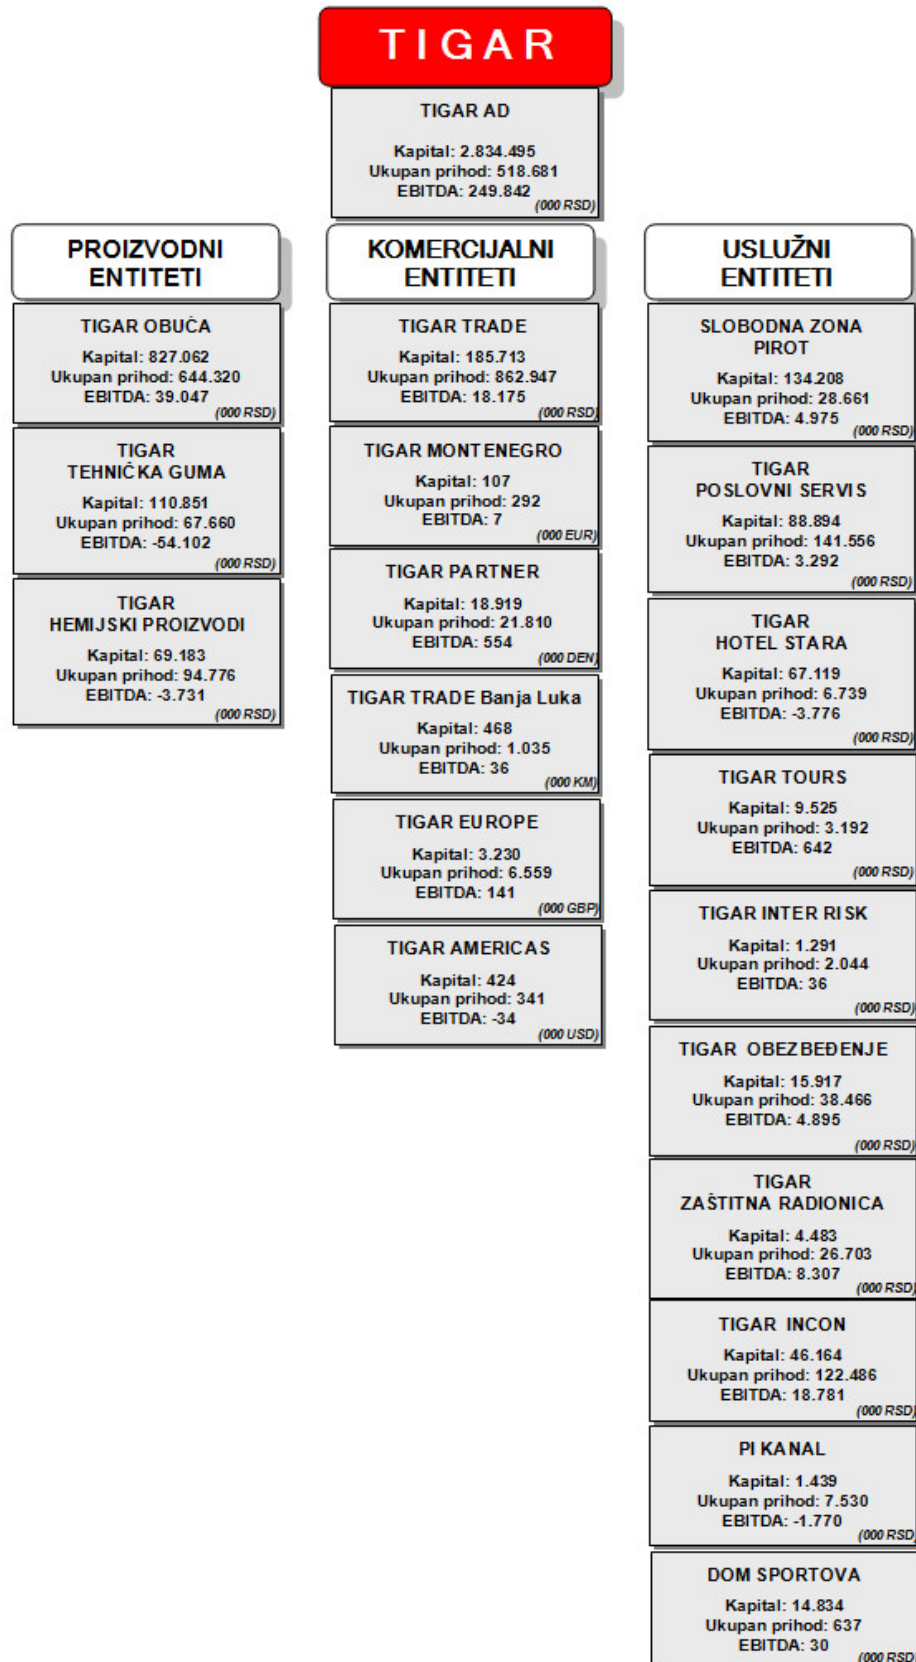 TIGAR
TIGAR AD
Kapital: 2.834.495
Ukupan prihod: 518.681
EBITDA: 249.842
(000 RSD)
PROIZVODNI
ENTITETI
TIGAR OBUĆA
Kapital: 827.062
Ukupan prihod: 644.320
EBITDA: 39.047
(000 RSD)
TIGAR
TEHNIČKA GUMA
Kapital: 110.851
Ukupan prihod: 67.660
EBITDA: -54.102
(000 RSD)
TIGAR
HEMIJSKI PROIZVODI
Kapital: 69.183
Ukupan prihod: 94.776
EBITDA: -3.731
(000 RSD)
KOMERCIJALNI
ENTITETI
TIGAR TRADE
Kapital: 185.713
Ukupan prihod: 862.947
EBITDA: 18.175
(000 RSD)
TIGAR MONTENEGRO
Kapital: 107
Ukupan prihod: 292
EBITDA: 7
(000 EUR)
TIGAR PARTNER
Kapital: 18.919
Ukupan prihod: 21.810
EBITDA: 554
(000 DEN)
TIGAR TRADE Banja Luka
Kapital: 468
Ukupan prihod: 1.035
EBITDA: 36
(000 KM)
TIGAR EUROPE
Kapital: 3.230
Ukupan prihod: 6.559
EBITDA: 141
(000 GBP)
TIGAR AMERICAS
Kapital: 424
Ukupan prihod: 341
EBITDA: -34
(000 USD)
USLUŽNI
ENTITETI
SLOBODNA ZONA
PIROT
Kapital: 134.208
Ukupan prihod: 28.661
EBITDA: 4.975
(000 RSD)
TIGAR
POSLOVNI SERVIS
Kapital: 88.894
Ukupan prihod: 141.556
EBITDA: 3.292
(000 RSD)
TIGAR
HOTEL STARA
Kapital: 67.119
Ukupan prihod: 6.739
EBITDA: -3.776
(000 RSD)
TIGAR TOURS
Kapital: 9.525
Ukupan prihod: 3.192
EBITDA: 642
(000 RSD)
TIGAR INTER RISK
Kapital: 1.291
Ukupan prihod: 2.044
EBITDA: 36
(000 RSD)
TIGAR OBEZBEĐENJE
Kapital: 15.917
Ukupan prihod: 38.466
EBITDA: 4.895
(000 RSD)
TIGAR
ZAŠTITNA RADIONICA
Kapital: 4.483
Ukupan prihod: 26.703
EBITDA: 8.307
(000 RSD)
TIGAR INCON
Kapital: 46.164
Ukupan prihod: 122.486
EBITDA: 18.781
(000 RSD)
PI KANAL
Kapital: 1.439
Ukupan prihod: 7.530
EBITDA: -1.770
(000 RSD)
DOM SPORTOVA
Kapital: 14.834
Ukupan prihod: 637
EBITDA: 30
(000 RSD)